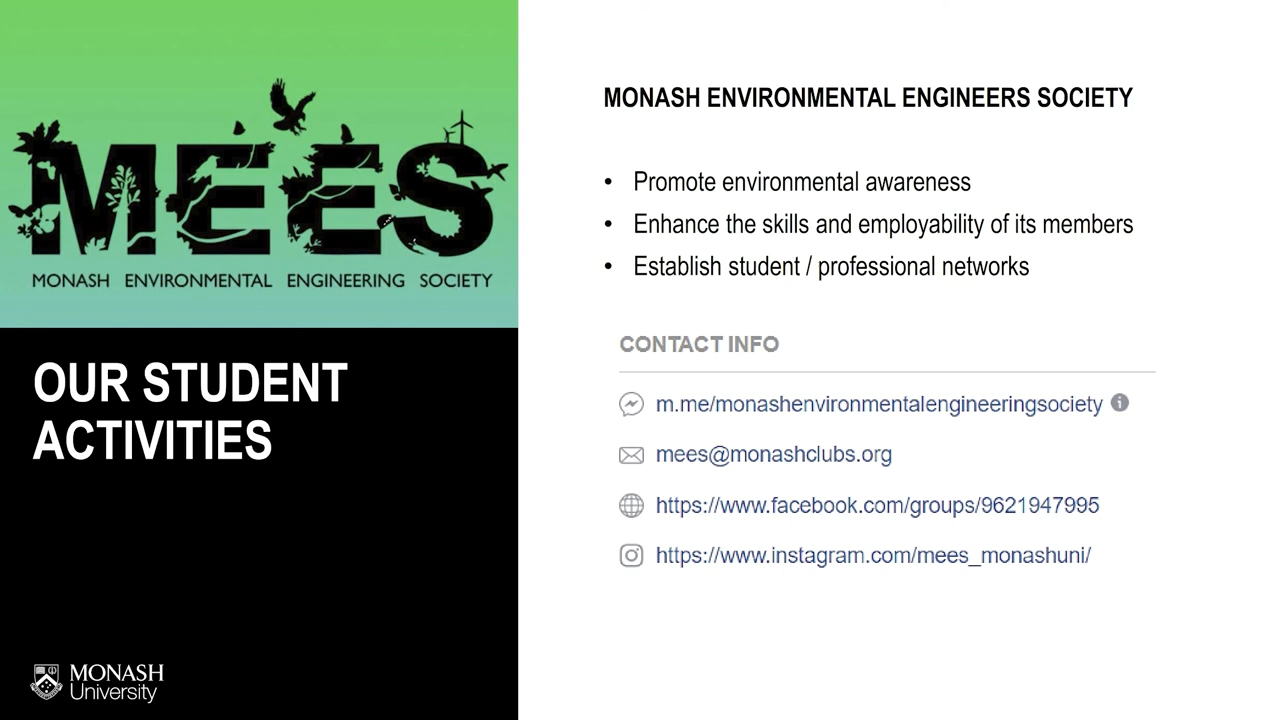 MEES
MONASH ENVIRONMENTAL ENGINEERING SOCIETY
OUR STUDENT
ACTIVITIES
MONASH
University
MONASH ENVIRONMENTAL ENGINEERS SOCIETY
• Promote environmental awareness
• Enhance the skills and employability of its members
• Establish student / professional networks
CONTACT INFO
m.me/monashenvironmentalengineeringsociety
mees@monashclubs.org
https://www.facebook.com/groups/9621947995
https://www.instagram.com/mees_monashuni/